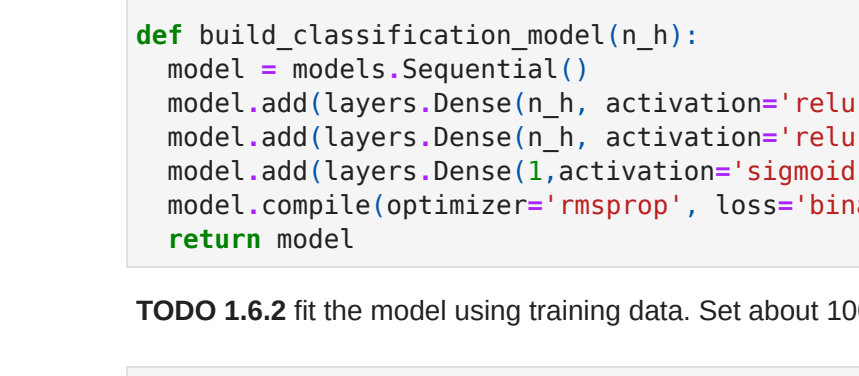 def build_classification_model(n_h):
  model = models.Sequential()
  model.add(layers.Dense(n_h, activation='relu
  model.add(layers.Dense(n_h, activation='relu
  model.add(layers.Dense(1,activation='sigmoid
  model.compile(optimizer='rmsprop', loss='bina
  return model
TODO 1.6.2 fit the model using training data. Set about 10